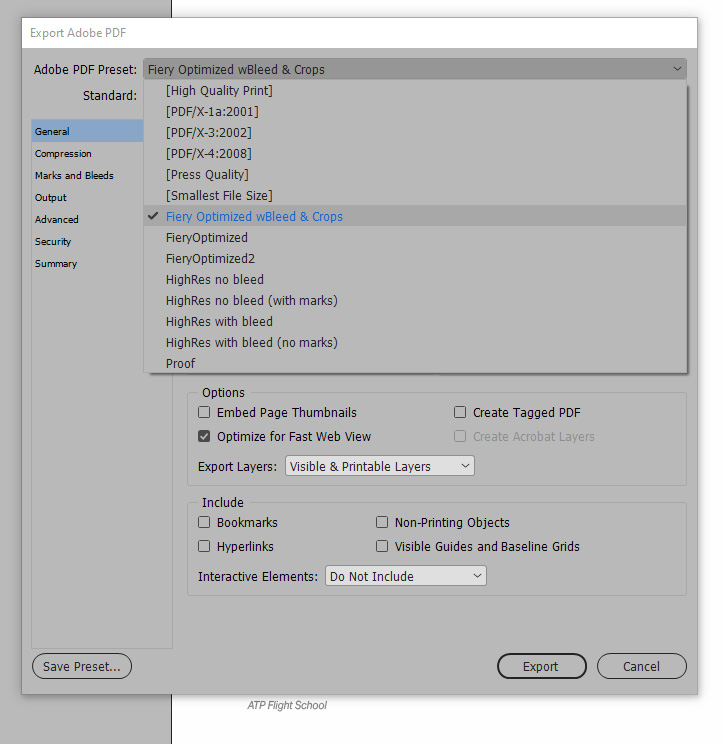 Export Adobe PDF
Adobe PDF Preset: Fiery Optimized wBleed & Crops
Standard:
[High Quality Print]
[PDF/X-1a:2001]
[PDF/X-3:2002]
[PDF/X-4:2008]
[Press Quality]
[Smallest File Size]
Fiery Optimized wBleed & Crops
FieryOptimized
FieryOptimized2
HighRes no bleed
HighRes no bleed (with marks)
HighRes with bleed
HighRes with bleed (no marks)
Proof
General
Compression
Marks and Bleeds
Output
Advanced
Security
Summary
Options
Embed Page Thumbnails Create Tagged PDF
Optimize for Fast Web View Create Acrobat Layers
Export Layers: Visible & Printable Layers
Include
Bookmarks Non-Printing Objects
Hyperlinks Visible Guides and Baseline Grids
Interactive Elements: Do Not Include
Save Preset... Export Cancel
ATP Flight School